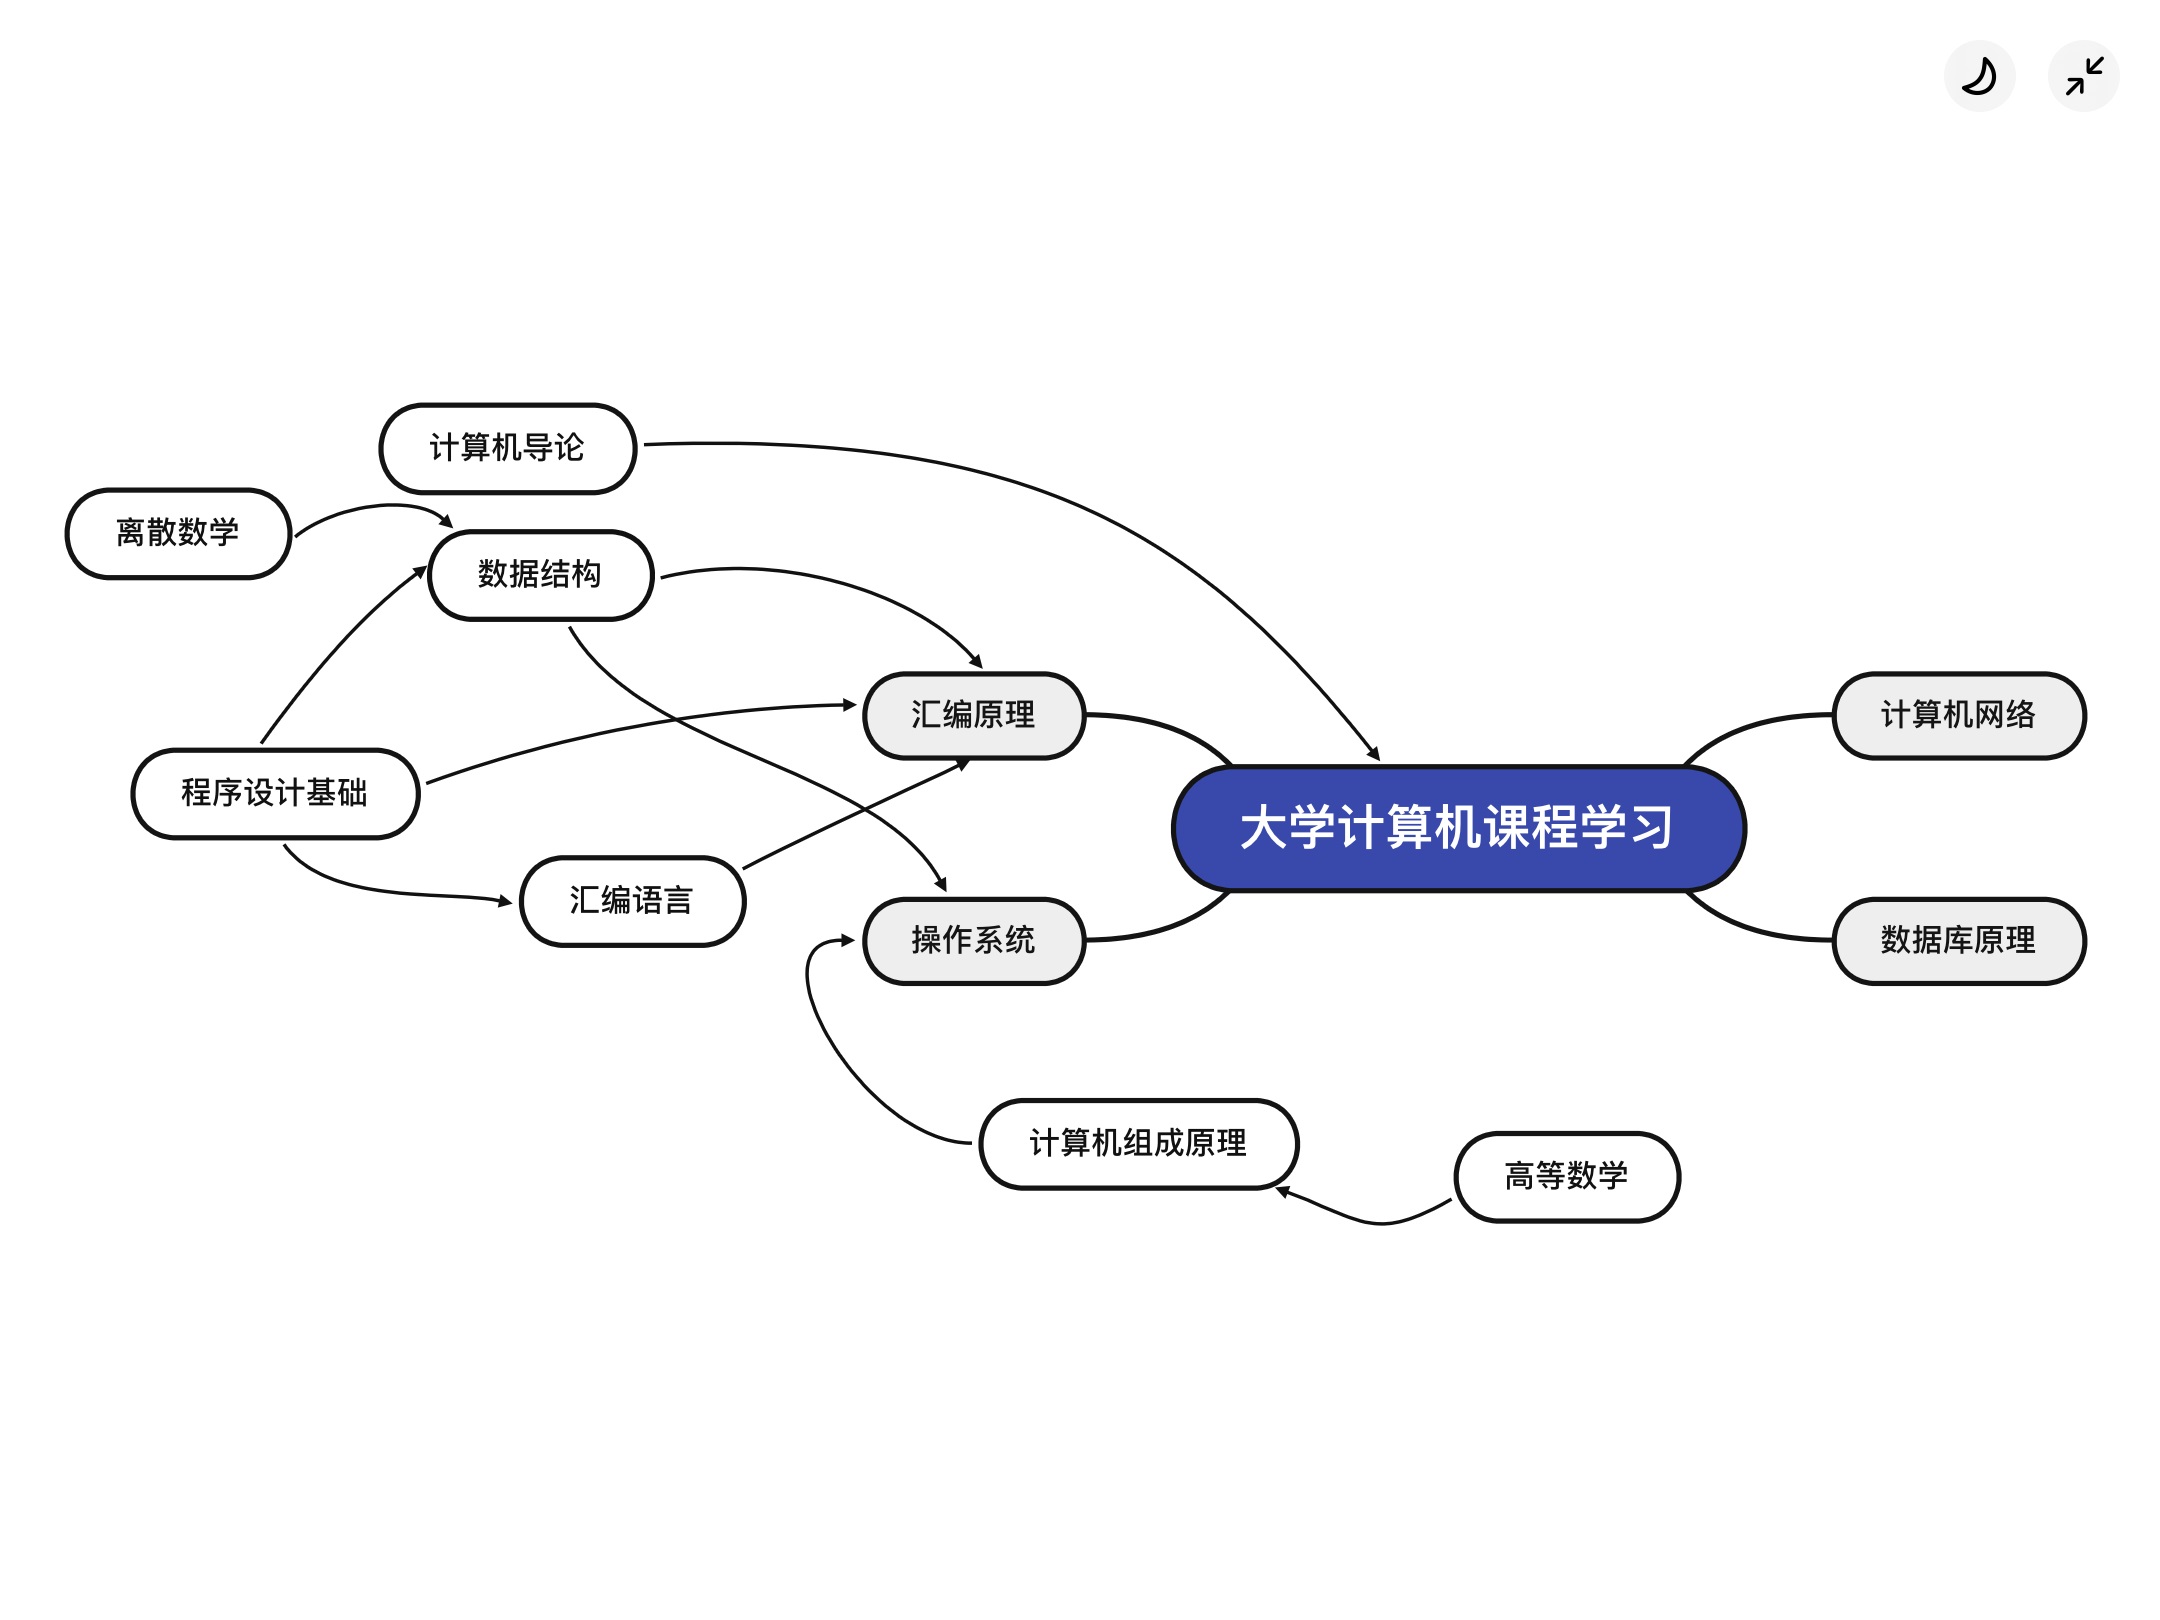 计算机导论
离散数学
数据结构
汇编原理
计算机网络
程序设计基础
大学计算机课程学习
汇编语言
操作系统
数据库原理
计算机组成原理
高等数学